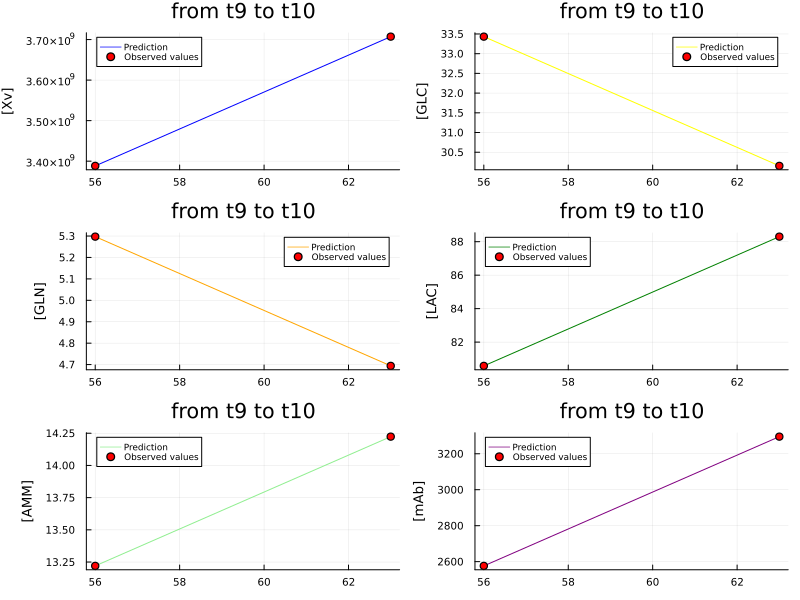 from t9 to t10
[Xv]
3.70×10⁹
3.60×10⁹
3.50×10⁹
3.40×10⁹
Prediction
Observed values
56 58 60 62
from t9 to t10
[GLC]
33.5
33.0
32.5
32.0
31.5
31.0
30.5
Prediction
Observed values
56 58 60 62
from t9 to t10
[GLN]
5.3
5.2
5.1
5.0
4.9
4.8
4.7
Prediction
Observed values
56 58 60 62
from t9 to t10
[LAC]
88
86
84
82
Prediction
Observed values
56 58 60 62
from t9 to t10
[AMM]
14.25
14.00
13.75
13.50
13.25
Prediction
Observed values
56 58 60 62
from t9 to t10
[mAb]
3200
3000
2800
2600
Prediction
Observed values
56 58 60 62